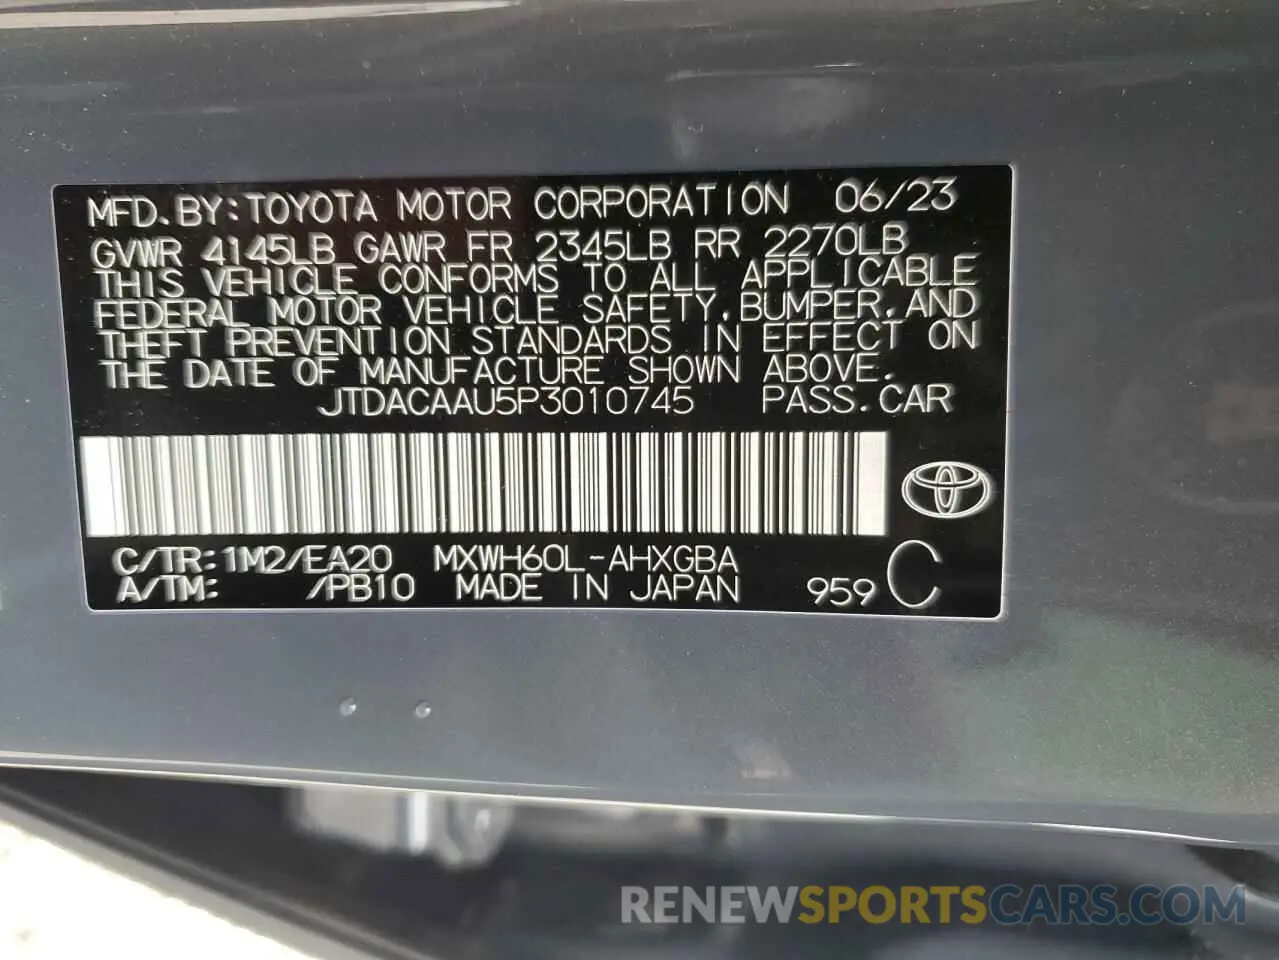 MFD.BY:TOYOTA MOTOR CORPORATION 06/23
GVWR 4145LB GAWR FR 2345LB RR 2270LB
THIS VEHICLE CONFORMS TO ALL APPLICABLE
FEDERAL MOTOR VEHICLE SAFETY,BUMPER,AND
THEFT PREVENTION STANDARDS IN EFFECT ON
THE DATE OF MANUFACTURE SHOWN ABOVE.
JTDACAAU5P3010745 PASS.CAR
C/TR:1M2/EA20 MXWH60L-AHXGBA
A/TM: /PB10 MADE IN JAPAN 959 C
RENEWSPORTSCARS.COM